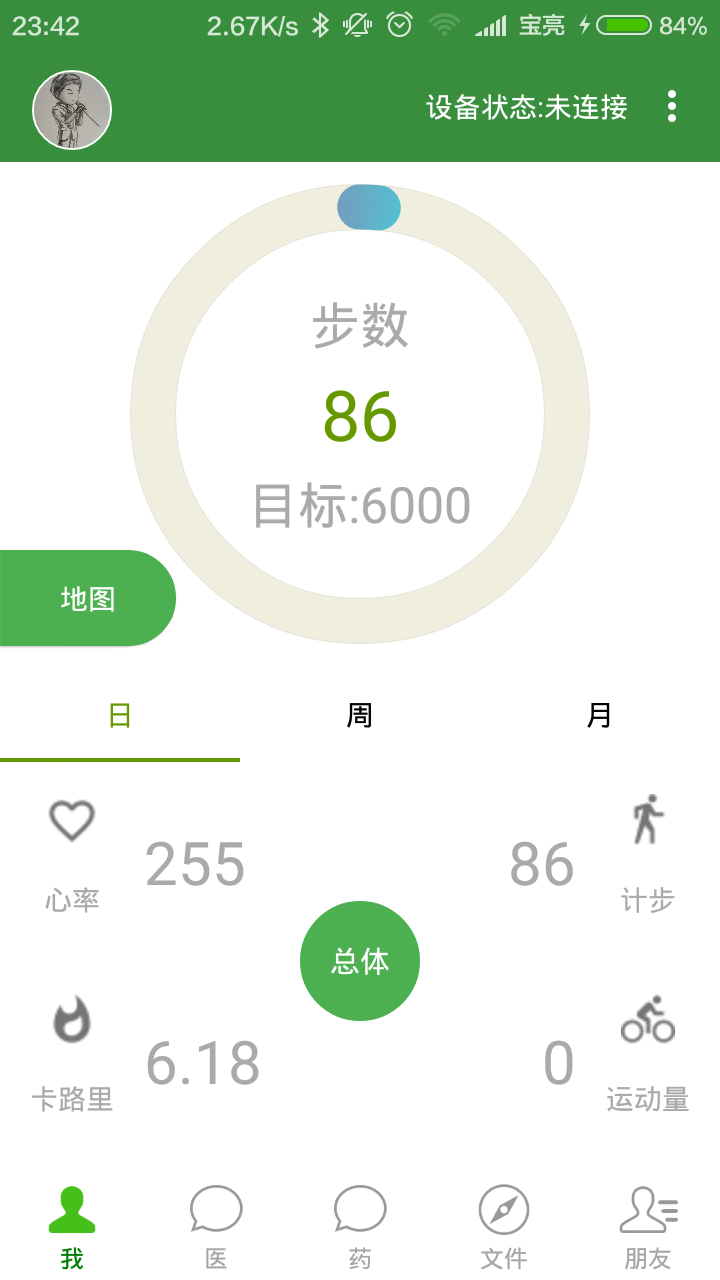 23:42 2.67K/s 宝亮 84%
设备状态:未连接
步数
86
目标:6000
地图
日 周 月
255 86
心率 计步
总体
6.18 0
卡路里 运动量
我 医 药 文件 朋友